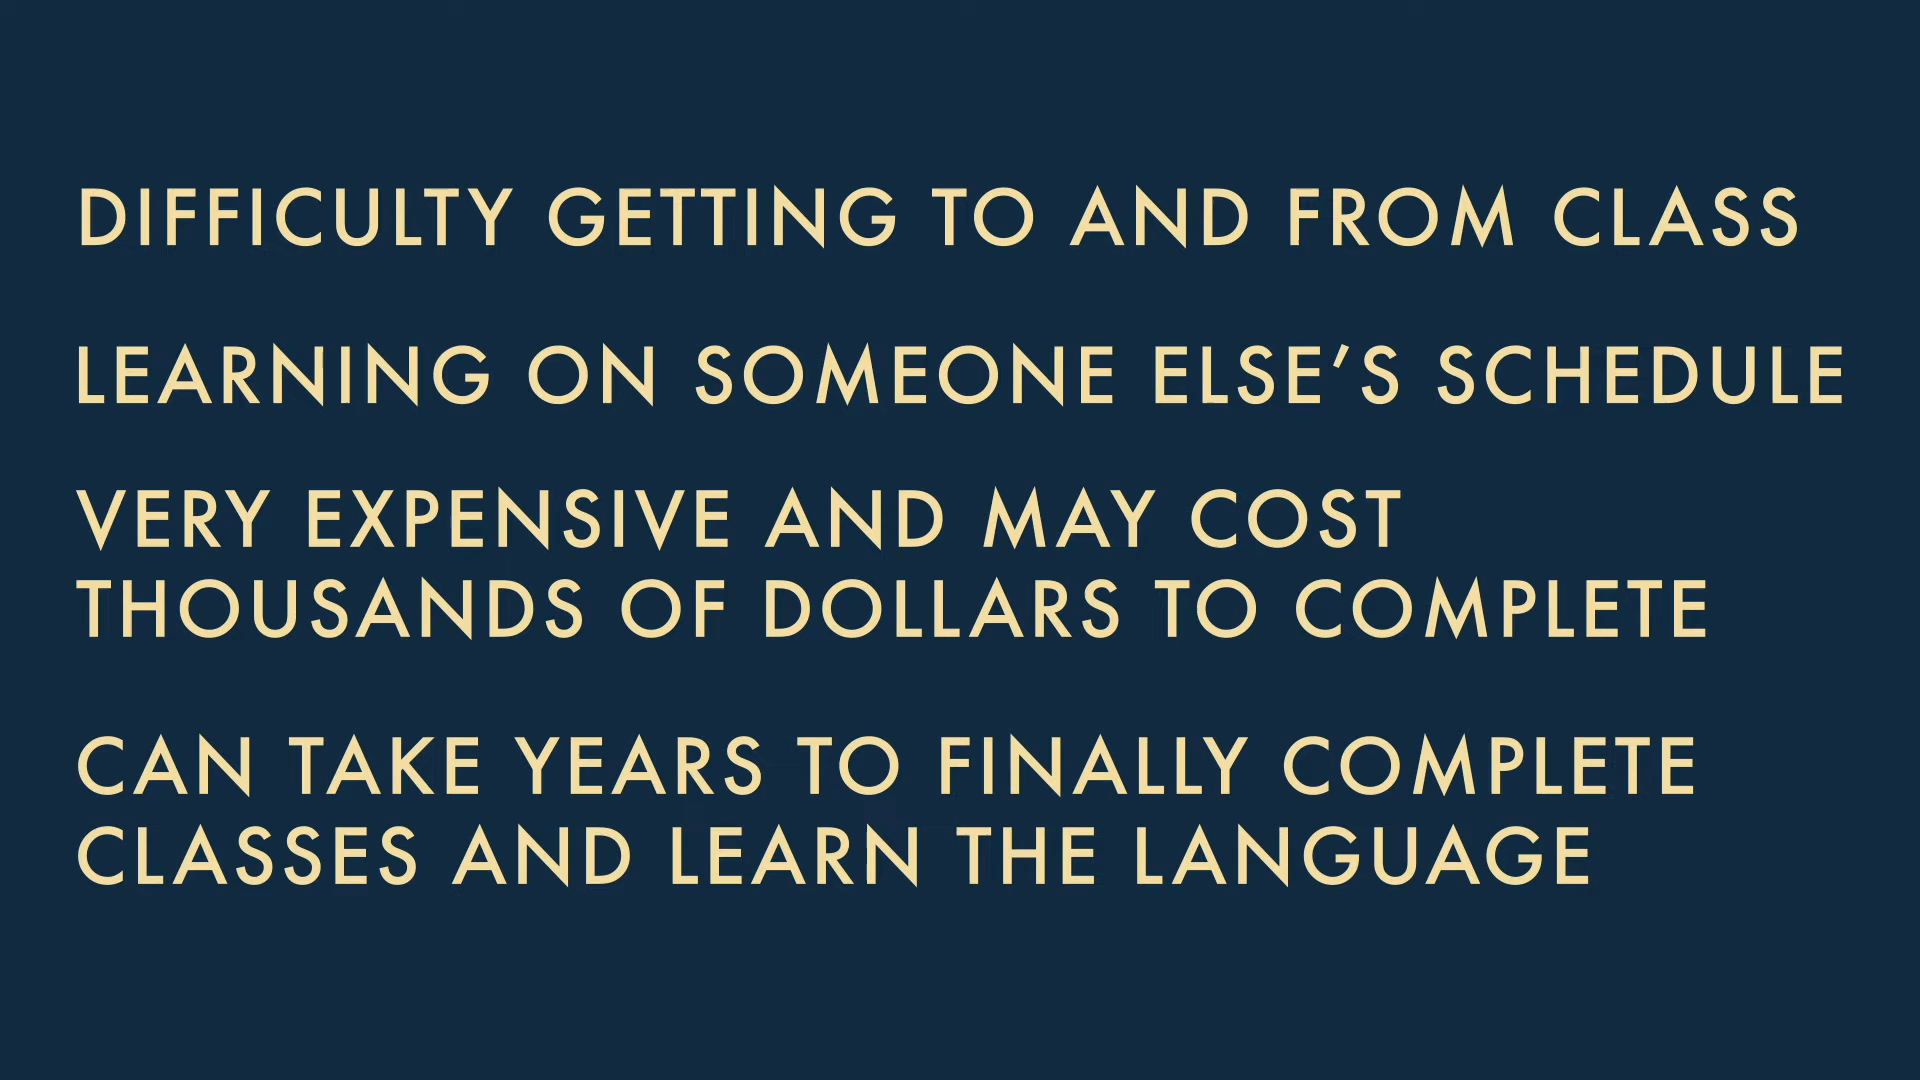 DIFFICULTY GETTING TO AND FROM CLASS
LEARNING ON SOMEONE ELSE’S SCHEDULE
VERY EXPENSIVE AND MAY COST
THOUSANDS OF DOLLARS TO COMPLETE
CAN TAKE YEARS TO FINALLY COMPLETE
CLASSES AND LEARN THE LANGUAGE